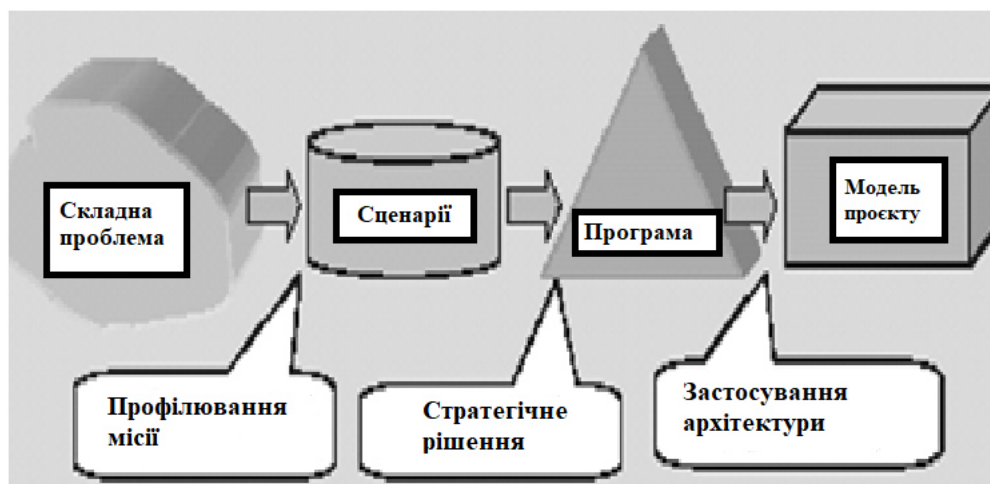 Складна
проблема
Сценарії
Програма
Модель
проєкту
Профілювання
місії
Стратегічне
рішення
Застосування
архітектури